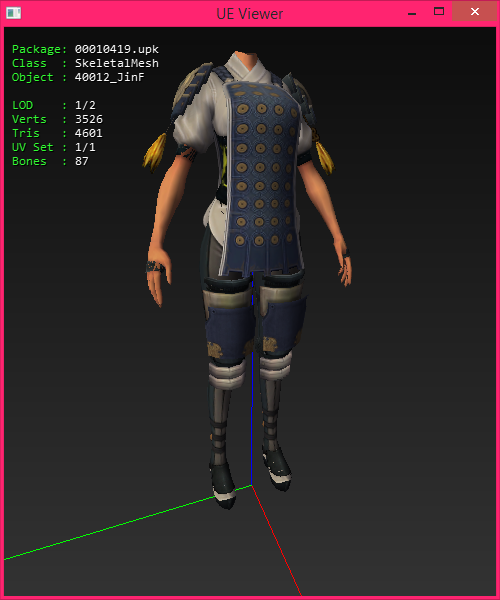 UE Viewer
Package: 00010419.upk
Class : SkeletalMesh
Object : 40012_JinF
LOD : 1/2
Verts : 3526
Tris : 4601
UV Set : 1/1
Bones : 87